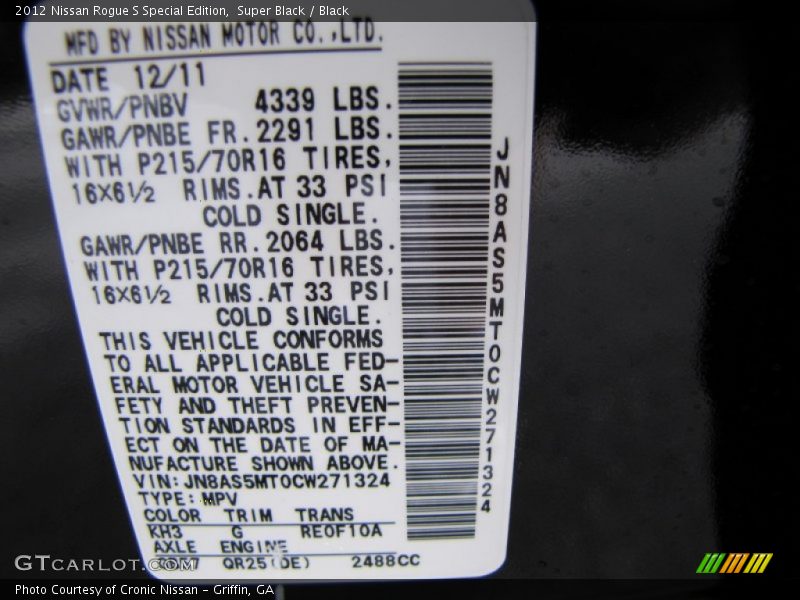 2012 Nissan Rogue S Special Edition,  Super Black / Black
MFD BY NISSAN MOTOR CO.,LTD.
DATE 12/11
GVWR/PNBV 4339 LBS.
GAWR/PNBE FR.2291 LBS.
WITH P215/70R16 TIRES,
16X6½ RIMS.AT 33 PSI
COLD SINGLE.
GAWR/PNBE RR.2064 LBS.
WITH P215/70R16 TIRES,
16X6½ RIMS.AT 33 PSI
COLD SINGLE.
THIS VEHICLE CONFORMS
TO ALL APPLICABLE FED-
ERAL MOTOR VEHICLE SA-
FETY AND THEFT PREVEN-
TION STANDARDS IN EFF-
ECT ON THE DATE OF MA-
NUFACTURE SHOWN ABOVE.
VIN:JN8AS5MT0CW271324
TYPE:MPV
COLOR TRIM TRANS
KH3 G RE0F10A
AXLE ENGINE
QR25(DE) 2488CC
JN8AS5MT0CW271324
GTCARLOT.COM
Photo Courtesy of Cronic Nissan - Griffin, GA